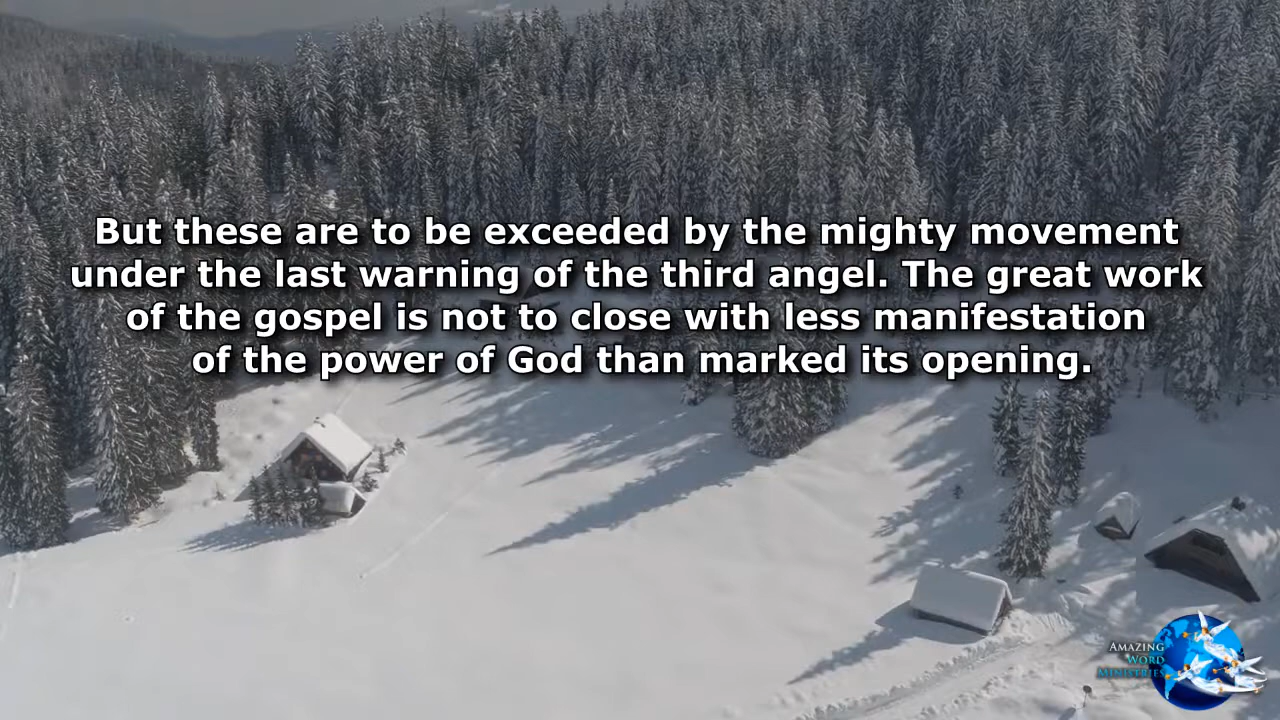 But these are to be exceeded by the mighty movement
under the last warning of the third angel. The great work
of the gospel is not to close with less manifestation
of the power of God than marked its opening.
Amazing
Word
Ministries